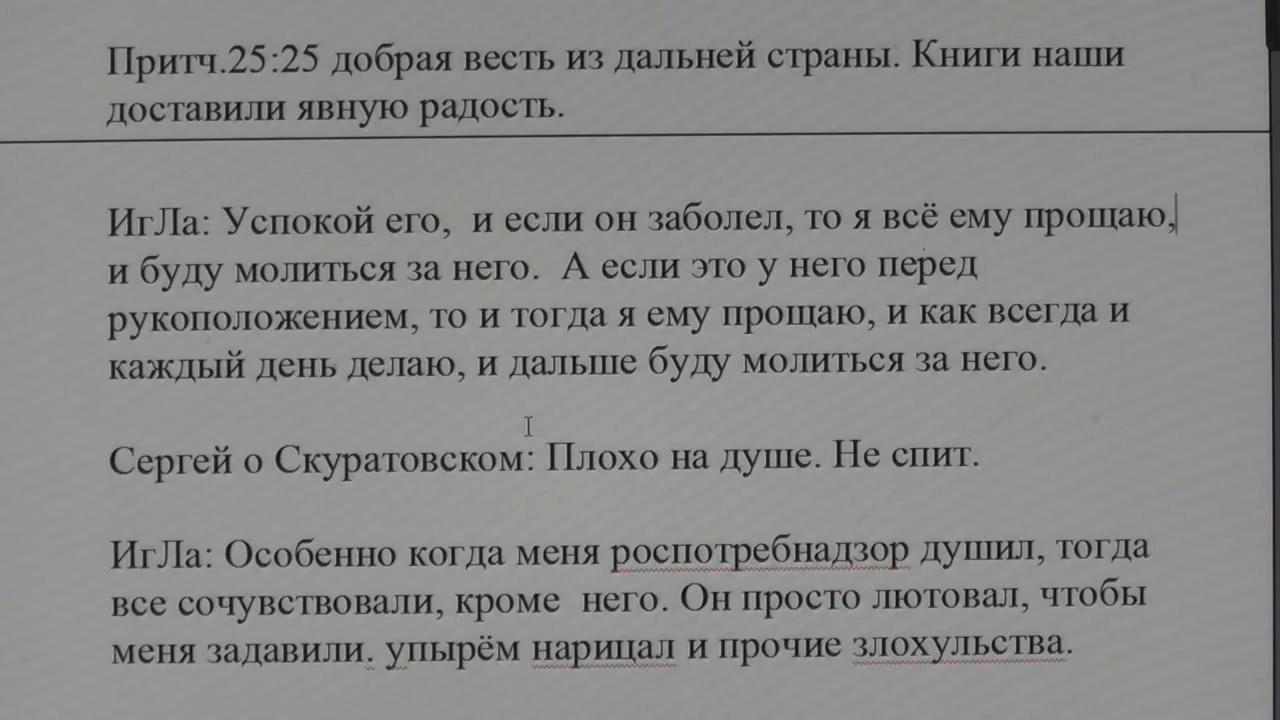 Притч.25:25 добрая весть из дальней страны. Книги наши
доставили явную радость.
ИгЛа: Успокой его,  и если он заболел, то я всё ему прощаю,
и буду молиться за него.  А если это у него перед
рукоположением, то и тогда я ему прощаю, и как всегда и
каждый день делаю, и дальше буду молиться за него.
Сергей о Скуратовском: Плохо на душе. Не спит.
ИгЛа: Особенно когда меня роспотребнадзор душил, тогда
все сочувствовали, кроме  него. Он просто лютовал, чтобы
меня задавили. упырём нарицал и прочие злохульства.